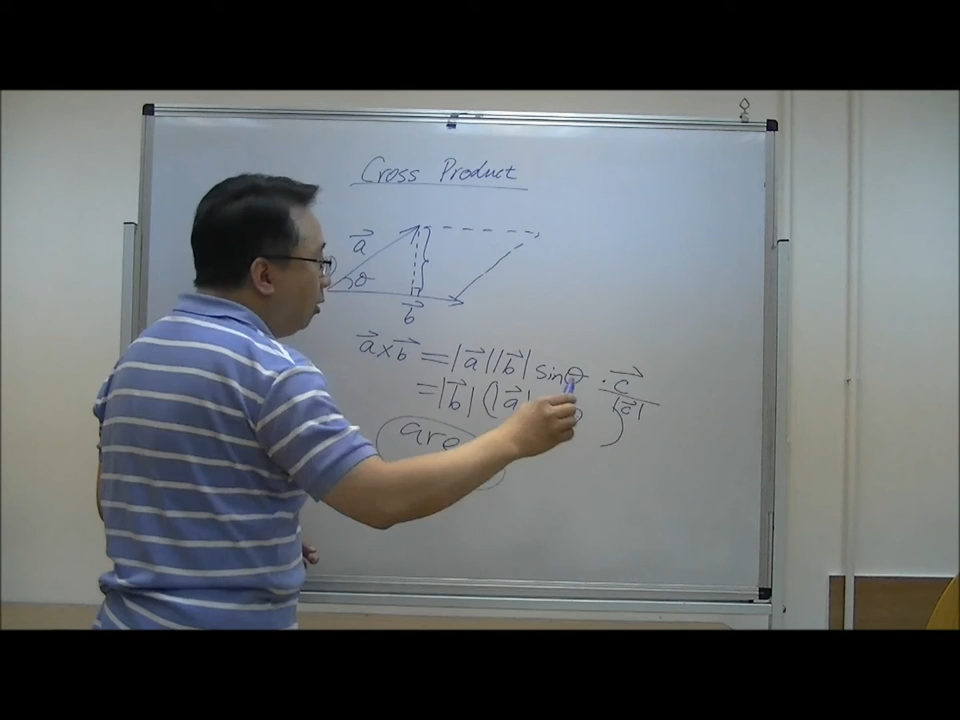 Cross Product
a⃗
θ
b⃗
a⃗ × b⃗ = |a⃗||b⃗| sinθ · c⃗ / |c⃗|
= |b⃗| (|a⃗|